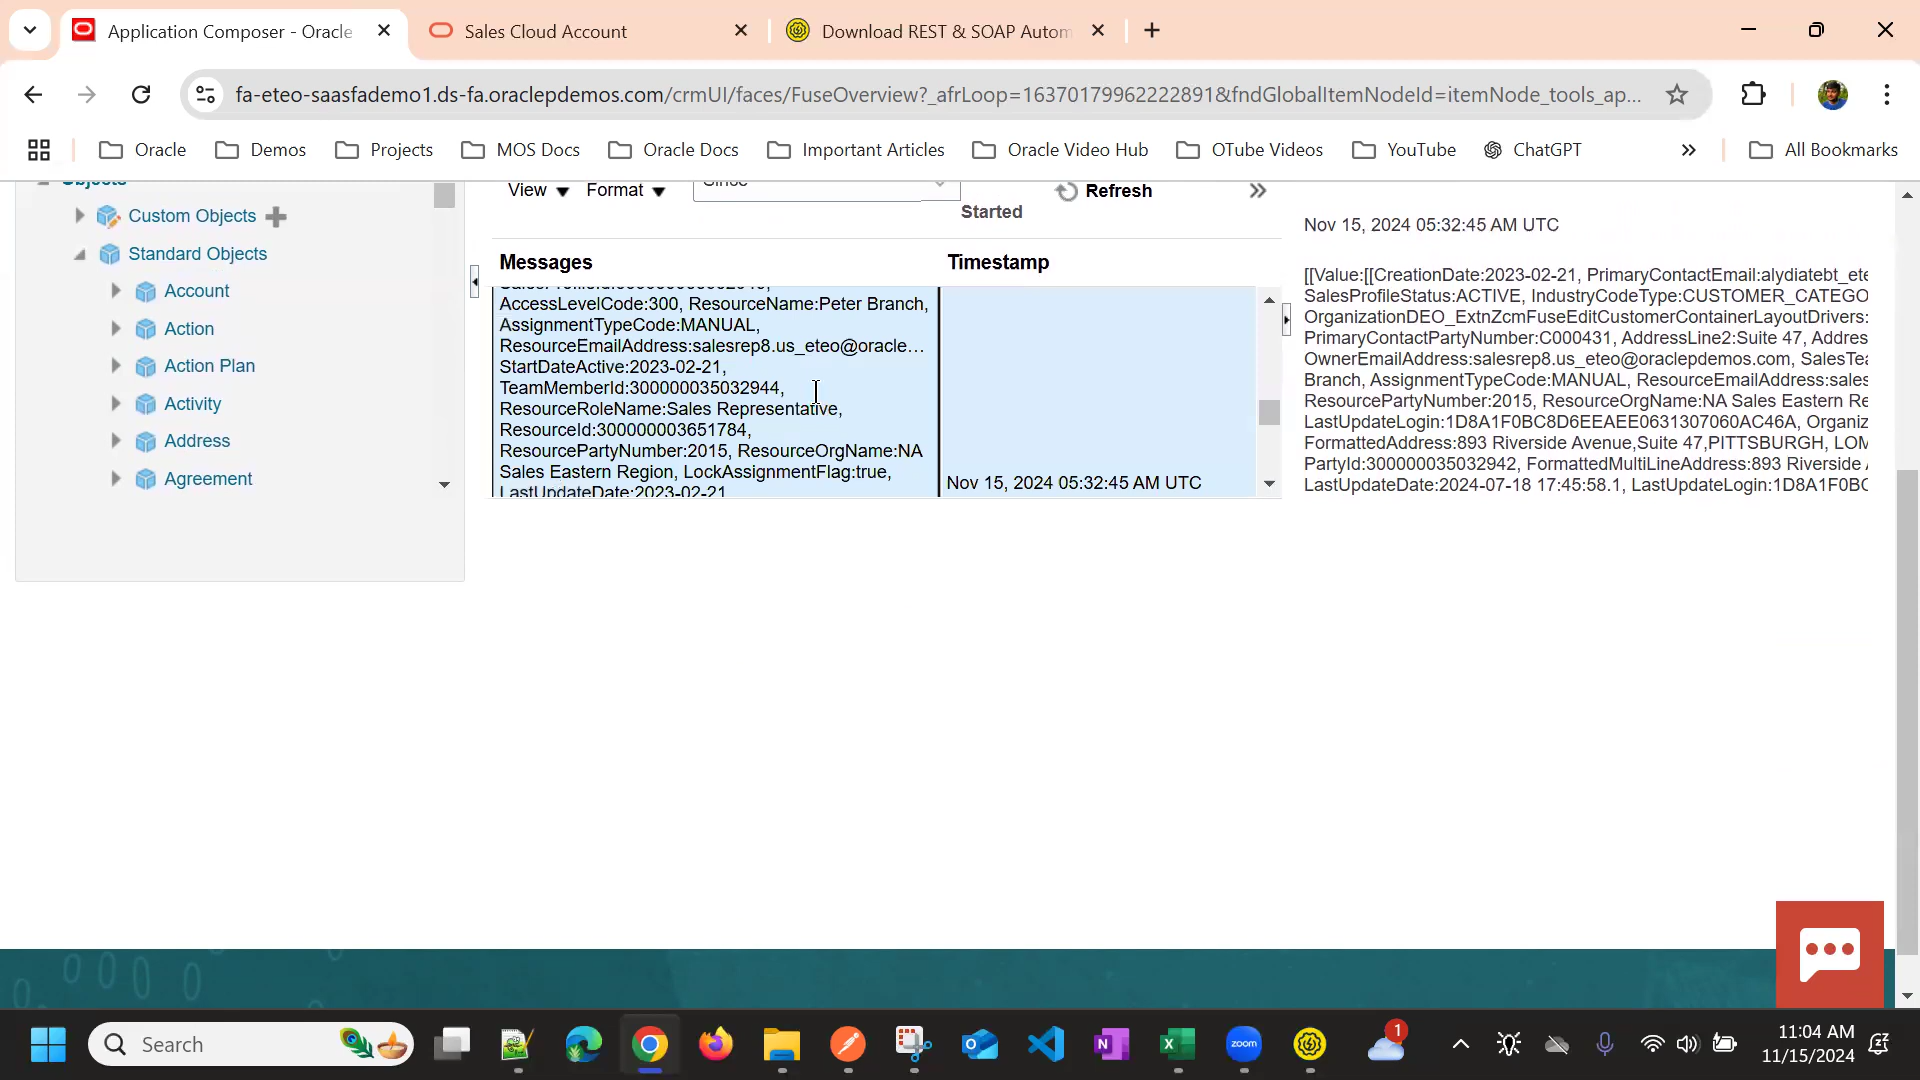 Application Composer - Oracle
Sales Cloud Account
Download REST & SOAP Autom
fa-eteo-saasfademo1.ds-fa.oraclepdemos.com/crmUI/faces/FuseOverview?_afrLoop=16370179962222891&fndGlobalItemNodeId=itemNode_tools_ap...
Oracle
Demos
Projects
MOS Docs
Oracle Docs
Important Articles
Oracle Video Hub
OTube Videos
YouTube
ChatGPT
All Bookmarks
Objects
Custom Objects
Standard Objects
Account
Action
Action Plan
Activity
Address
Agreement
View
Format
Since
Started
Refresh
Messages
Timestamp
AccessLevelCode:300, ResourceName:Peter Branch,
AssignmentTypeCode:MANUAL,
ResourceEmailAddress:salesrep8.us_eteo@oracle...
StartDateActive:2023-02-21,
TeamMemberId:300000035032944,
ResourceRoleName:Sales Representative,
ResourceId:300000003651784,
ResourcePartyNumber:2015, ResourceOrgName:NA
Sales Eastern Region, LockAssignmentFlag:true,
LastUpdateDate:2023-02-21
Nov 15, 2024 05:32:45 AM UTC
Nov 15, 2024 05:32:45 AM UTC
[[Value:[[CreationDate:2023-02-21, PrimaryContactEmail:alydiatebt_ete
SalesProfileStatus:ACTIVE, IndustryCodeType:CUSTOMER_CATEGO
OrganizationDEO_ExtnZcmFuseEditCustomerContainerLayoutDrivers:
PrimaryContactPartyNumber:C000431, AddressLine2:Suite 47, Addres
OwnerEmailAddress:salesrep8.us_eteo@oraclepdemos.com, SalesTea
Branch, AssignmentTypeCode:MANUAL, ResourceEmailAddress:sales
ResourcePartyNumber:2015, ResourceOrgName:NA Sales Eastern Re
LastUpdateLogin:1D8A1F0BC8D6EEAEE0631307060AC46A, Organiz
FormattedAddress:893 Riverside Avenue,Suite 47,PITTSBURGH, LOM
PartyId:300000035032942, FormattedMultiLineAddress:893 Riverside A
LastUpdateDate:2024-07-18 17:45:58.1, LastUpdateLogin:1D8A1F0BC
Search
zoom
1
11:04 AM
11/15/2024